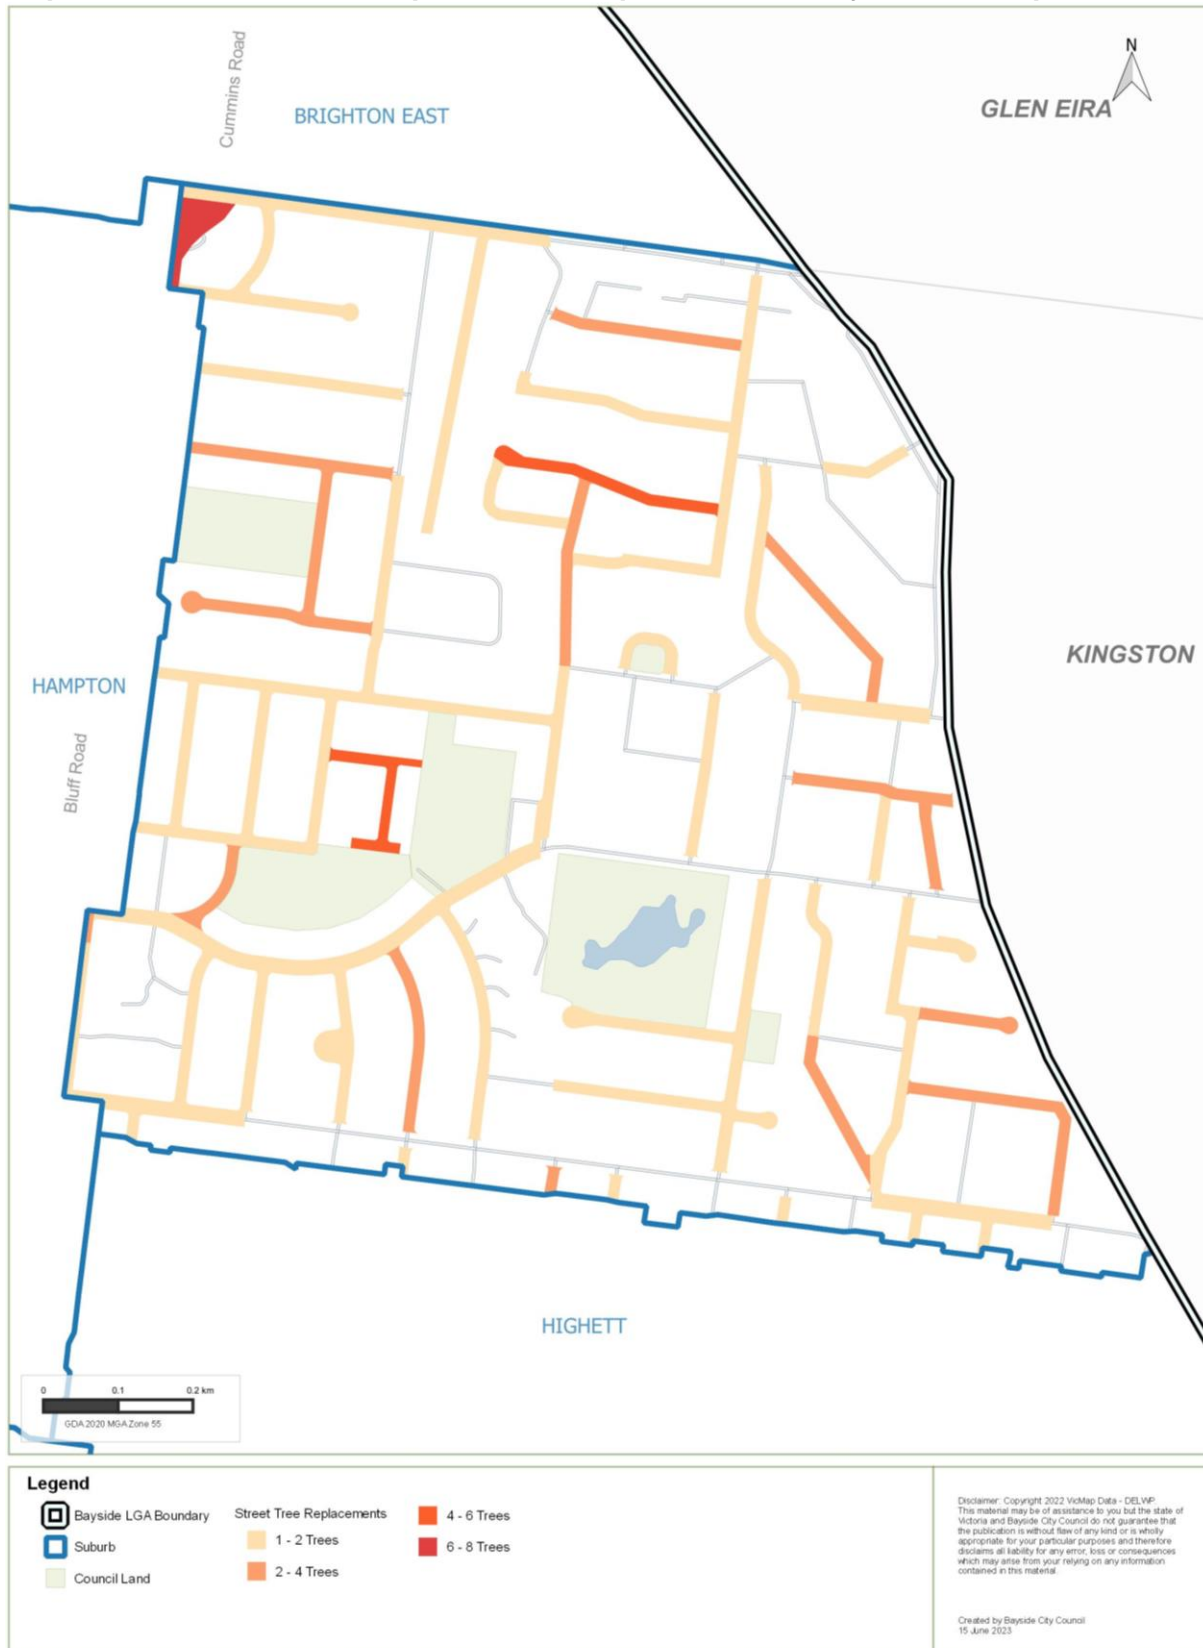 Cummins Road
BRIGHTON EAST
N
GLEN EIRA
KINGSTON
HAMPTON
Bluff Road
HIGHETT
0 0.1 0.2 km
GDA 2020 MGA Zone 55
Legend
Bayside LGA Boundary
Suburb
Council Land
Street Tree Replacements
1 - 2 Trees
2 - 4 Trees
4 - 6 Trees
6 - 8 Trees
Disclaimer: Copyright 2022 VicMap Data - DELWP.
This material may be of assistance to you but the state of
Victoria and Bayside City Council do not guarantee that
the publication is without flaw of any kind or is wholly
appropriate for your particular purposes and therefore
disclaims all liability for any error, loss or consequences
which may arise from your relying on any information
contained in this material.
Created by Bayside City Council
15 June 2023